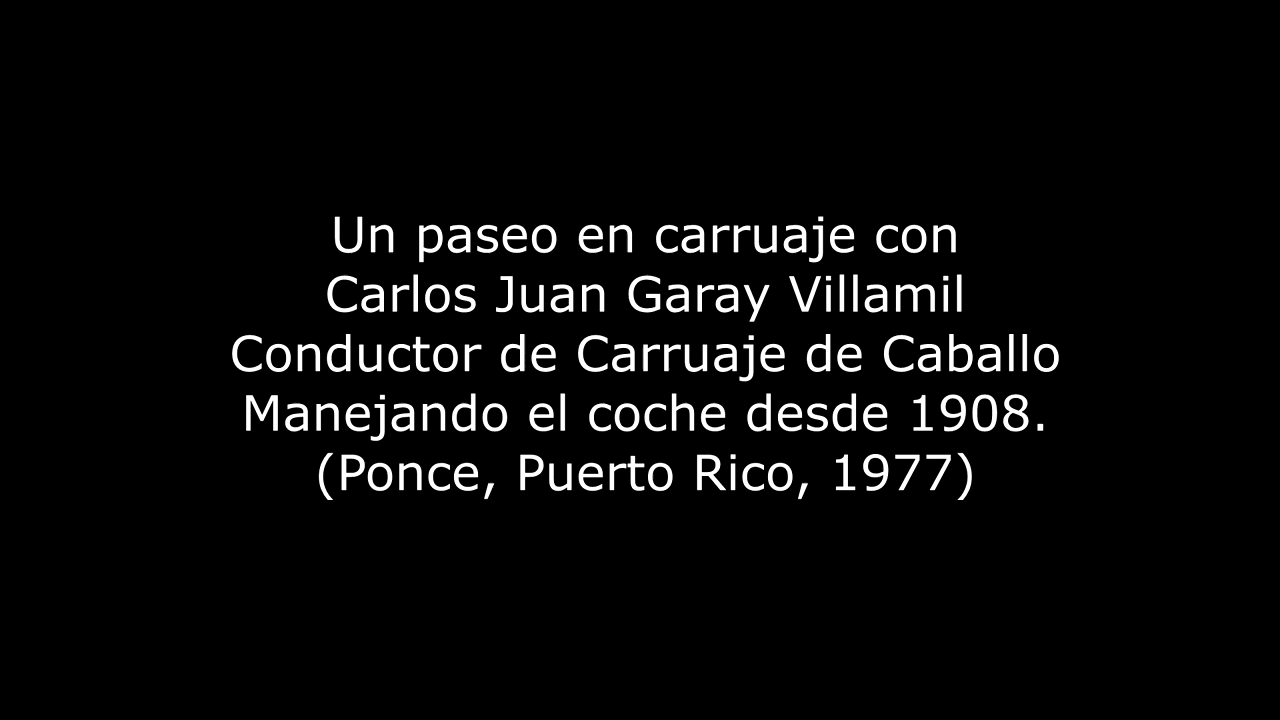 Un paseo en carruaje con
Carlos Juan Garay Villamil
Conductor de Carruaje de Caballo
Manejando el coche desde 1908.
(Ponce, Puerto Rico, 1977)